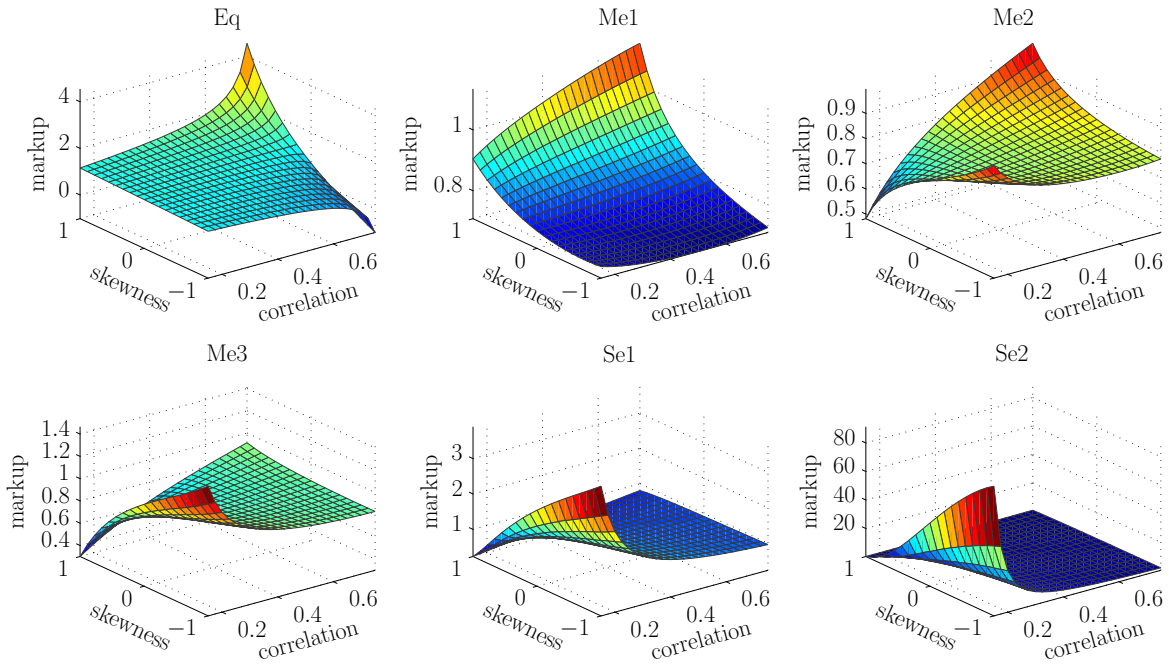 Eq
4
2
0
markup
1
0
−1
skewness
0.2
0.4
0.6
correlation
Me1
1
0.8
markup
1
0
−1
skewness
0.2
0.4
0.6
correlation
Me2
0.9
0.8
0.7
0.6
0.5
markup
1
0
−1
skewness
0.2
0.4
0.6
correlation
Me3
1.4
1.2
1
0.8
0.6
0.4
markup
1
0
−1
skewness
0.2
0.4
0.6
correlation
Se1
3
2
1
markup
1
0
−1
skewness
0.2
0.4
0.6
correlation
Se2
80
60
40
20
markup
1
0
−1
skewness
0.2
0.4
0.6
correlation